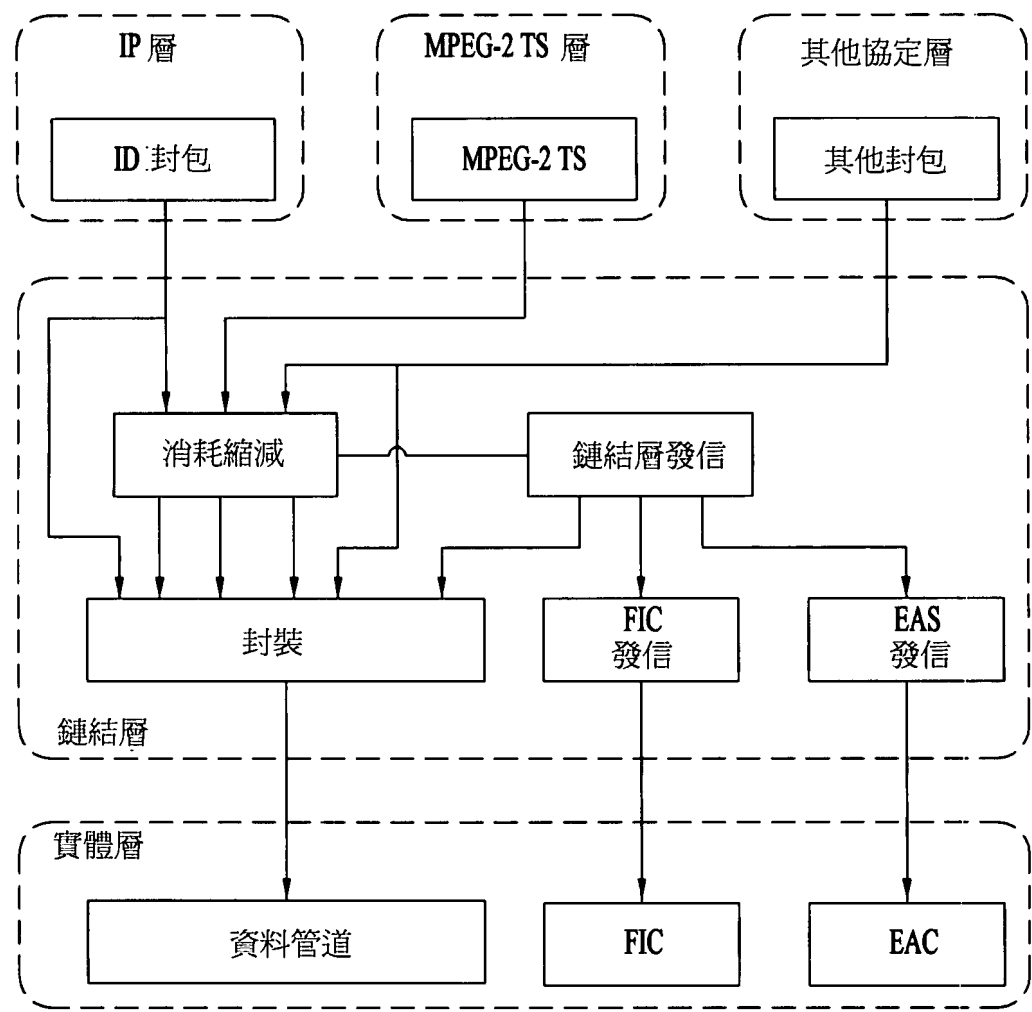 IP 層
MPEG-2 TS 層
其他協定層
ID 封包
MPEG-2 TS
其他封包
消耗縮減
鏈結層發信
封裝
FIC
發信
EAS
發信
鏈結層
實體層
資料管道
FIC
EAC